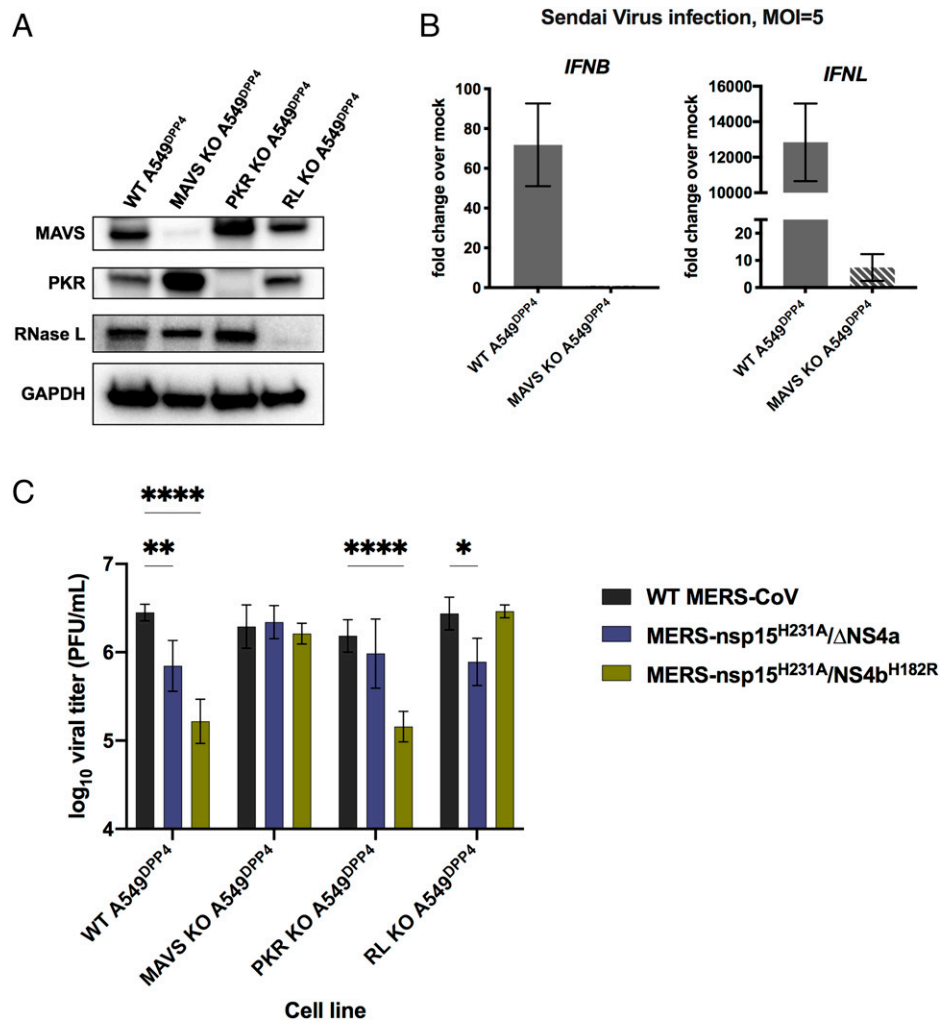 A
WT A549DPP4
MAVS KO A549DPP4
PKR KO A549DPP4
RL KO A549DPP4
MAVS
PKR
RNase L
GAPDH
B
Sendai Virus infection, MOI=5
IFNB
fold change over mock
100
80
60
40
20
0
WT A549DPP4
MAVS KO A549DPP4
IFNL
fold change over mock
16000
14000
12000
10000
20
10
0
WT A549DPP4
MAVS KO A549DPP4
C
****
**
****
*
log10 viral titer (PFU/mL)
7
6
5
4
WT A549DPP4
MAVS KO A549DPP4
PKR KO A549DPP4
RL KO A549DPP4
Cell line
WT MERS-CoV
MERS-nsp15H231A/ΔNS4a
MERS-nsp15H231A/NS4bH182R